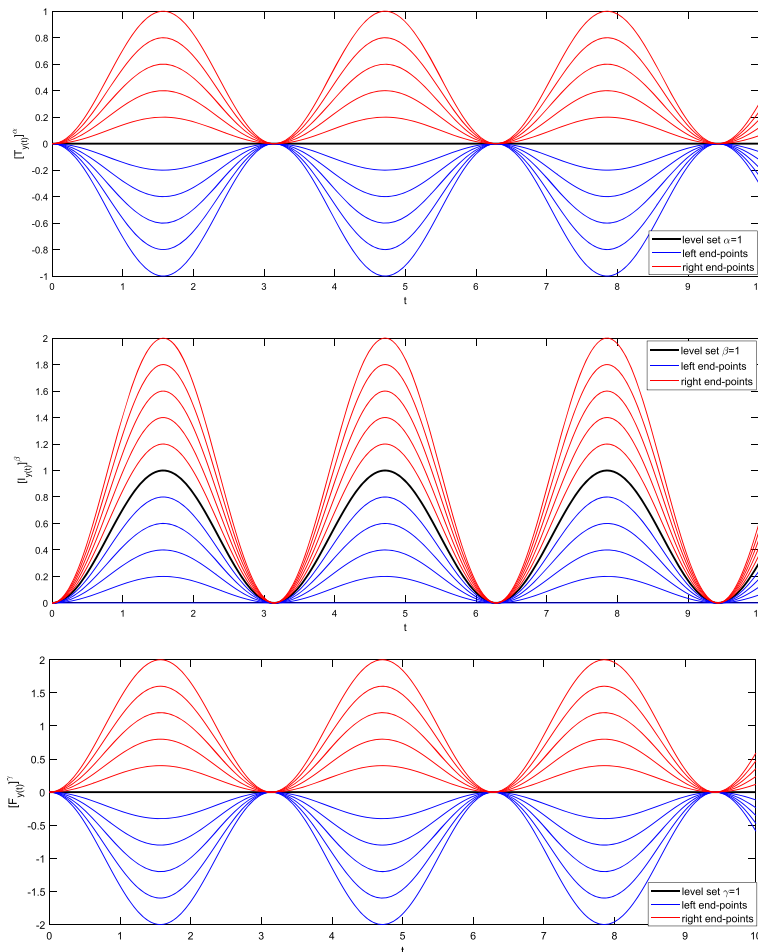 1
0.8
0.6
0.4
0.2
0
-0.2
-0.4
-0.6
-0.8
-1
[T_{y(t)}]^α
0 1 2 3 4 5 6 7 8 9 10
t
level set α=1
left end-points
right end-points
2
1.8
1.6
1.4
1.2
1
0.8
0.6
0.4
0.2
0
[I_{y(t)}]^β
0 1 2 3 4 5 6 7 8 9 10
t
level set β=1
left end-points
right end-points
2
1.5
1
0.5
0
-0.5
-1
-1.5
-2
[F_{y(t)}]^γ
0 1 2 3 4 5 6 7 8 9 10
t
level set γ=1
left end-points
right end-points